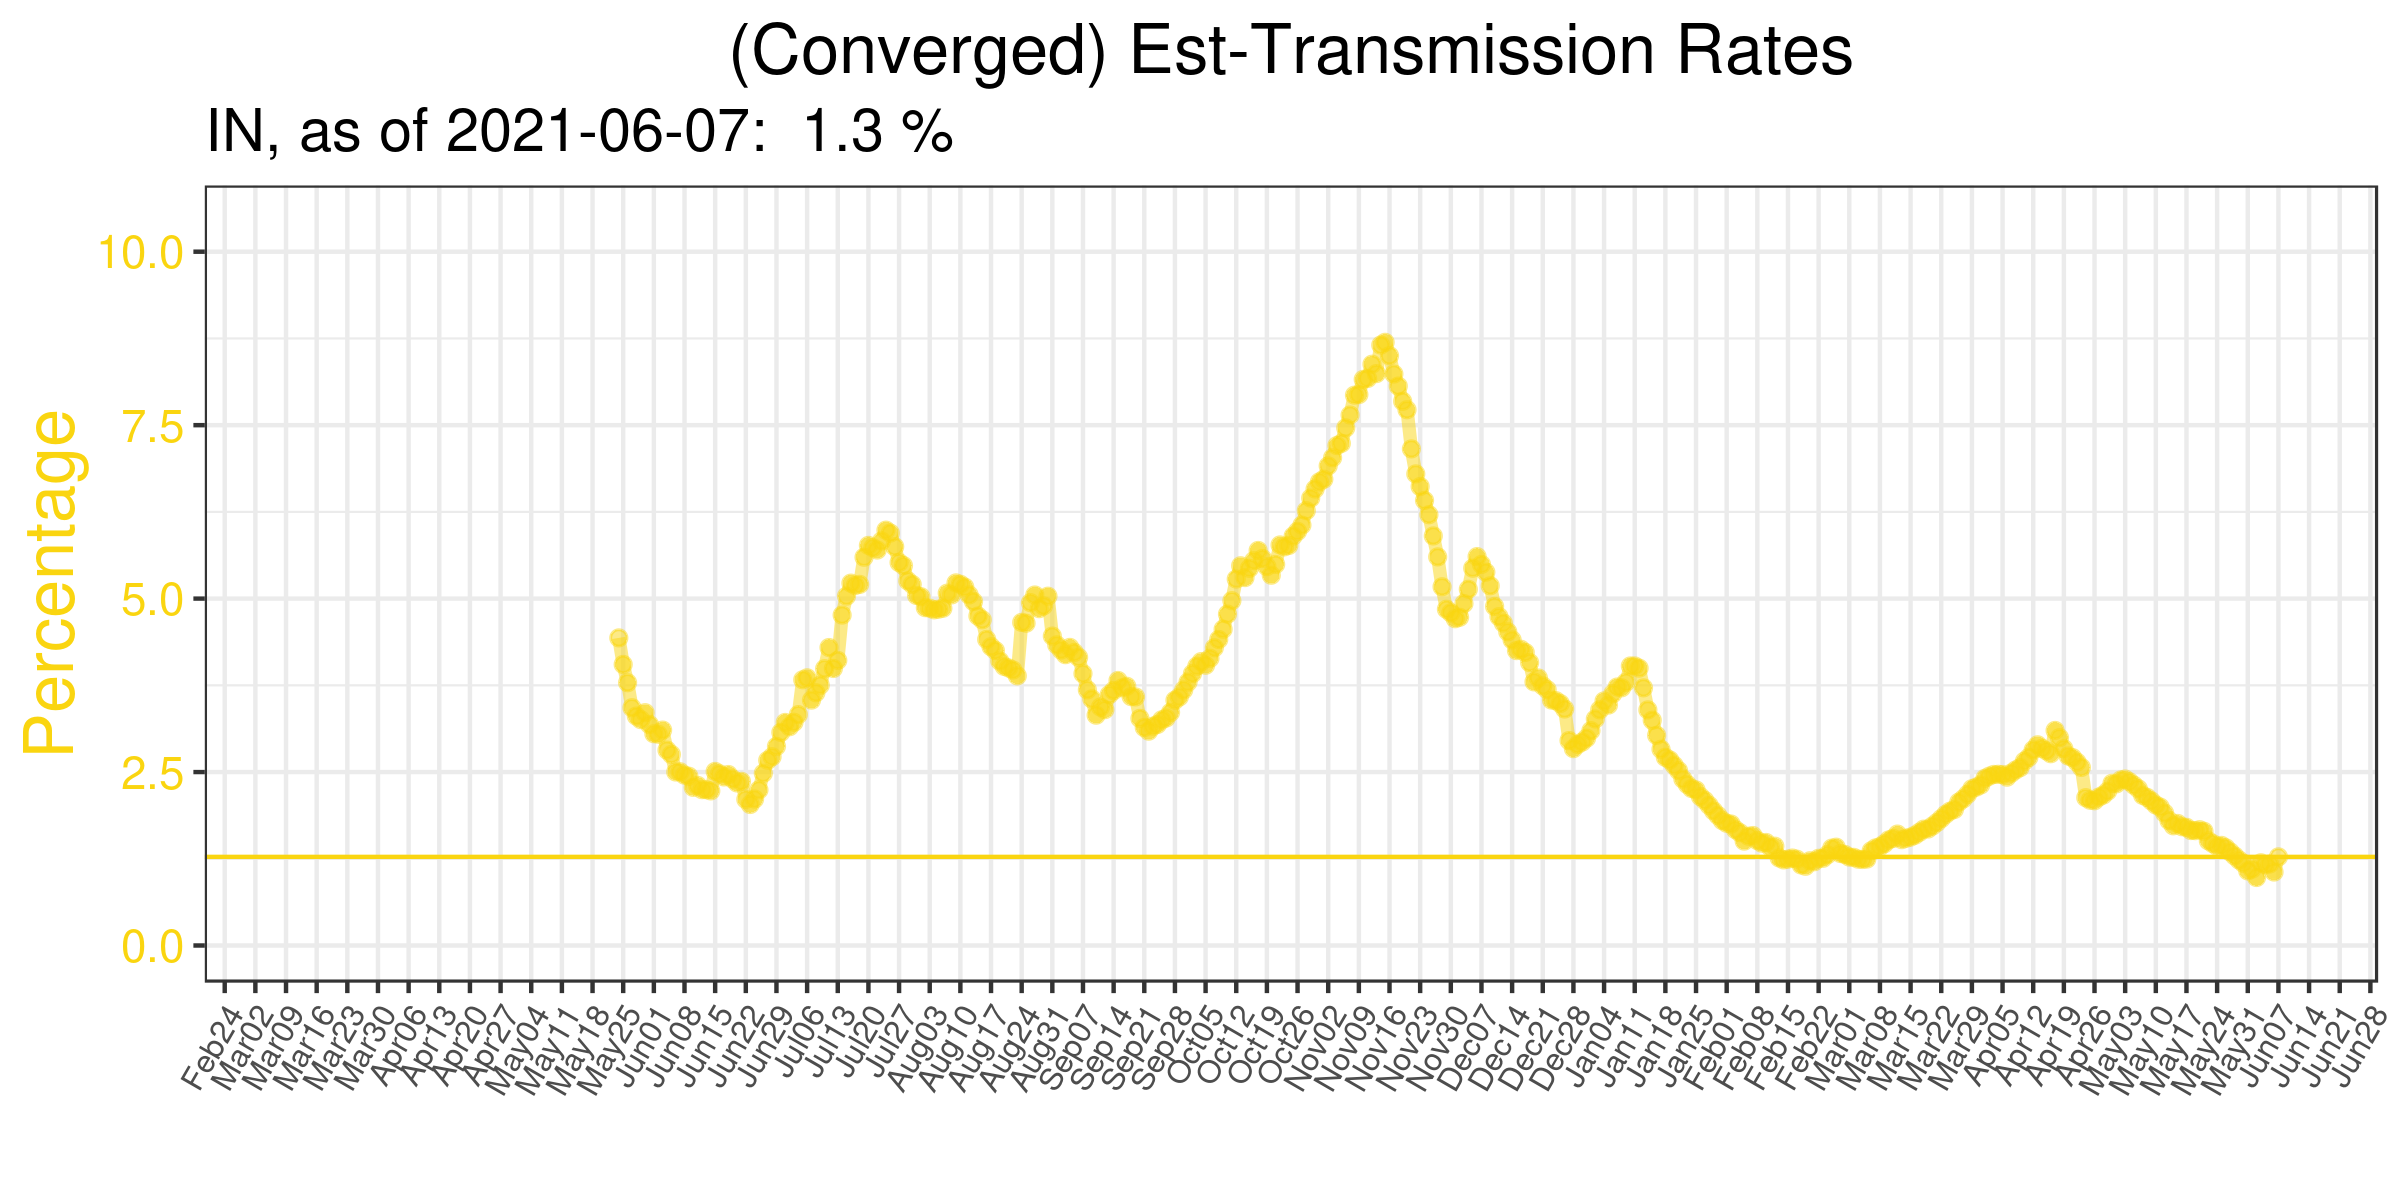 (Converged) Est-Transmission Rates
IN, as of 2021-06-07:  1.3 %
Percentage
10.0
7.5
5.0
2.5
0.0
Feb24
Mar02
Mar09
Mar16
Mar23
Mar30
Apr06
Apr13
Apr20
Apr27
May04
May11
May18
May25
Jun01
Jun08
Jun15
Jun22
Jun29
Jul06
Jul13
Jul20
Jul27
Aug03
Aug10
Aug17
Aug24
Aug31
Sep07
Sep14
Sep21
Sep28
Oct05
Oct12
Oct19
Oct26
Nov02
Nov09
Nov16
Nov23
Nov30
Dec07
Dec14
Dec21
Dec28
Jan04
Jan11
Jan18
Jan25
Feb01
Feb08
Feb15
Feb22
Mar01
Mar08
Mar15
Mar22
Mar29
Apr05
Apr12
Apr19
Apr26
May03
May10
May17
May24
May31
Jun07
Jun14
Jun21
Jun28